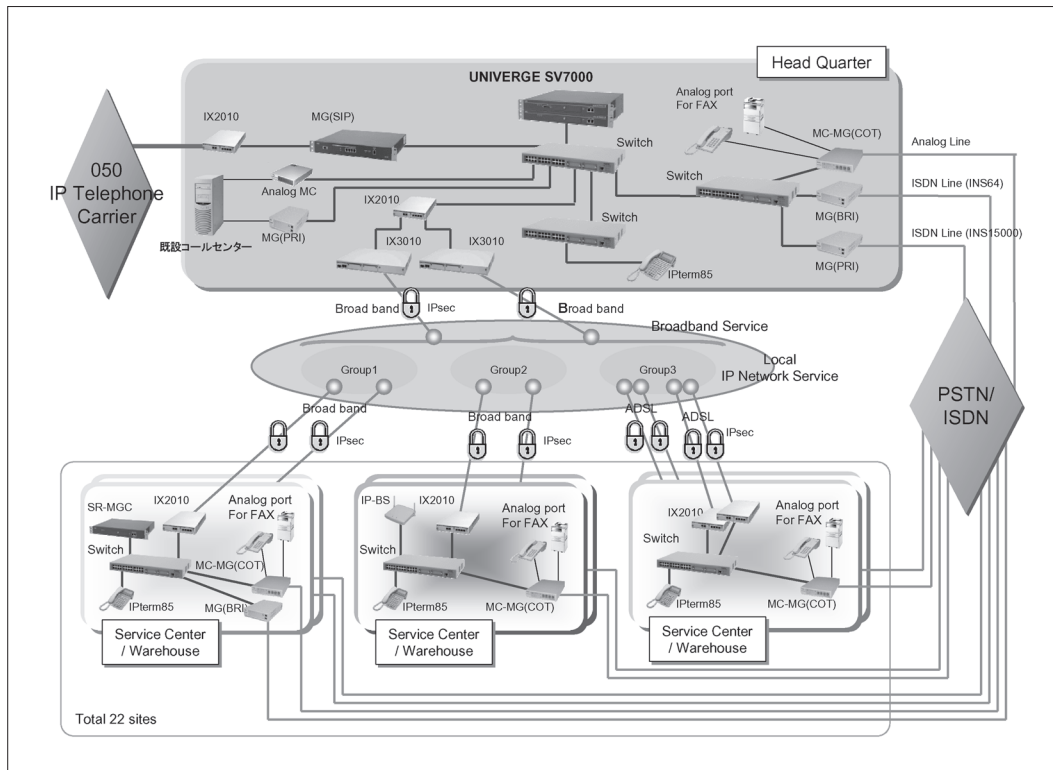 Head Quarter
UNIVERGE SV7000
Analog port
For FAX
IX2010
MG(SIP)
MC-MG(COT)
Switch
Analog Line
050
IP Telephone
Carrier
Analog MC
Switch
ISDN Line (INS64)
IX2010
MG(BRI)
MG(PRI)
Switch
ISDN Line (INS15000)
既設コールセンター
IX3010
IX3010
MG(PRI)
IPterm85
Broad band
IPsec
Broad band
Broadband Service
Group1
Group2
Group3
Local
IP Network Service
PSTN/
ISDN
Broad band
Broad band
ADSL
ADSL
IPsec
IPsec
IPsec
SR-MGC
IX2010
Analog port
For FAX
Switch
MC-MG(COT)
IPterm85
MG(BRI)
Service Center
/ Warehouse
IP-BS
IX2010
Analog port
For FAX
Switch
IPterm85
MC-MG(COT)
Service Center
/ Warehouse
IX2010
Analog port
For FAX
Switch
IPterm85
MC-MG(COT)
Service Center
/ Warehouse
Total 22 sites